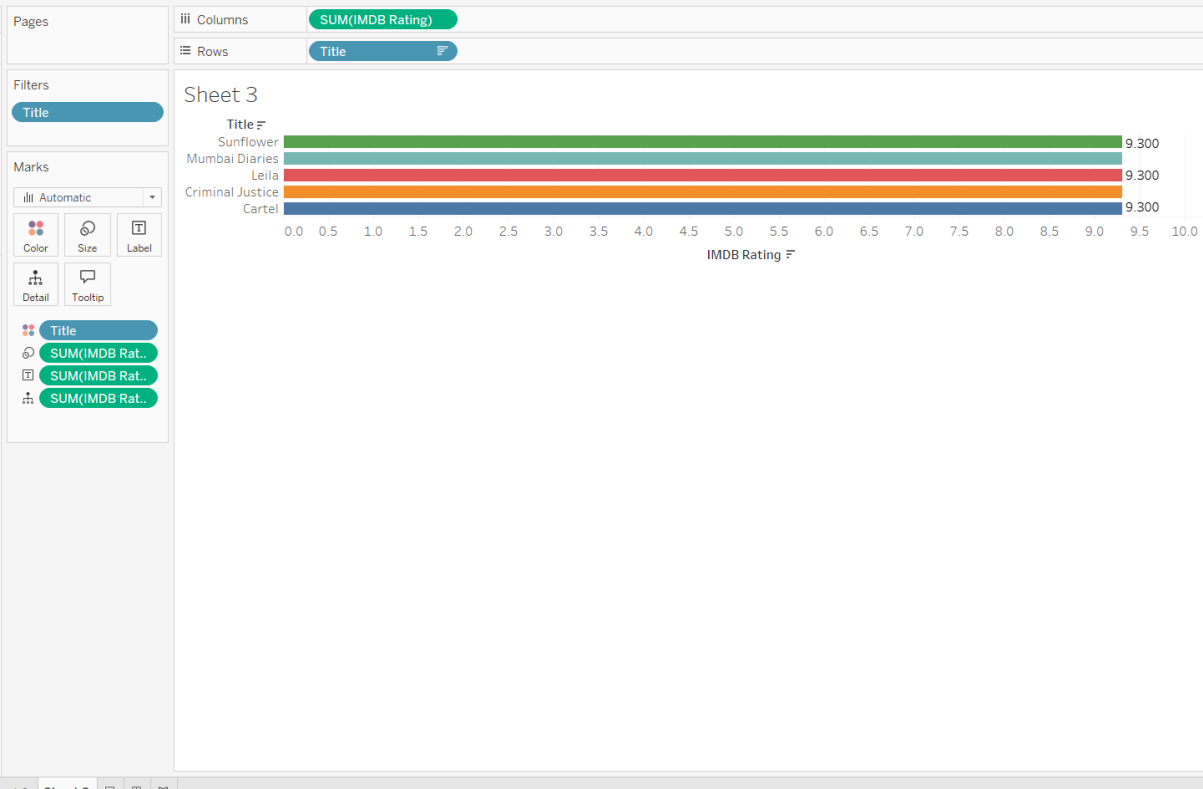 Pages
Columns
SUM(IMDB Rating)
Rows
Title
Filters
Title
Marks
Automatic
Color
Size
Label
Detail
Tooltip
Title
SUM(IMDB Rat..
SUM(IMDB Rat..
SUM(IMDB Rat..
Sheet 3
Title
Sunflower 9.300
Mumbai Diaries
Leila 9.300
Criminal Justice
Cartel 9.300
0.0 0.5 1.0 1.5 2.0 2.5 3.0 3.5 4.0 4.5 5.0 5.5 6.0 6.5 7.0 7.5 8.0 8.5 9.0 9.5 10.0
IMDB Rating